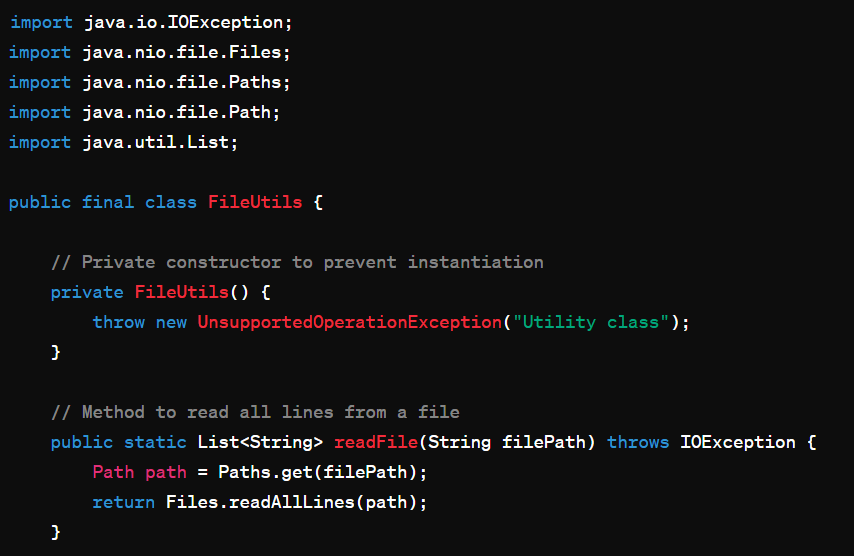 import java.io.IOException;
import java.nio.file.Files;
import java.nio.file.Paths;
import java.nio.file.Path;
import java.util.List;

public final class FileUtils {

    // Private constructor to prevent instantiation
    private FileUtils() {
        throw new UnsupportedOperationException("Utility class");
    }

    // Method to read all lines from a file
    public static List<String> readFile(String filePath) throws IOException {
        Path path = Paths.get(filePath);
        return Files.readAllLines(path);
    }